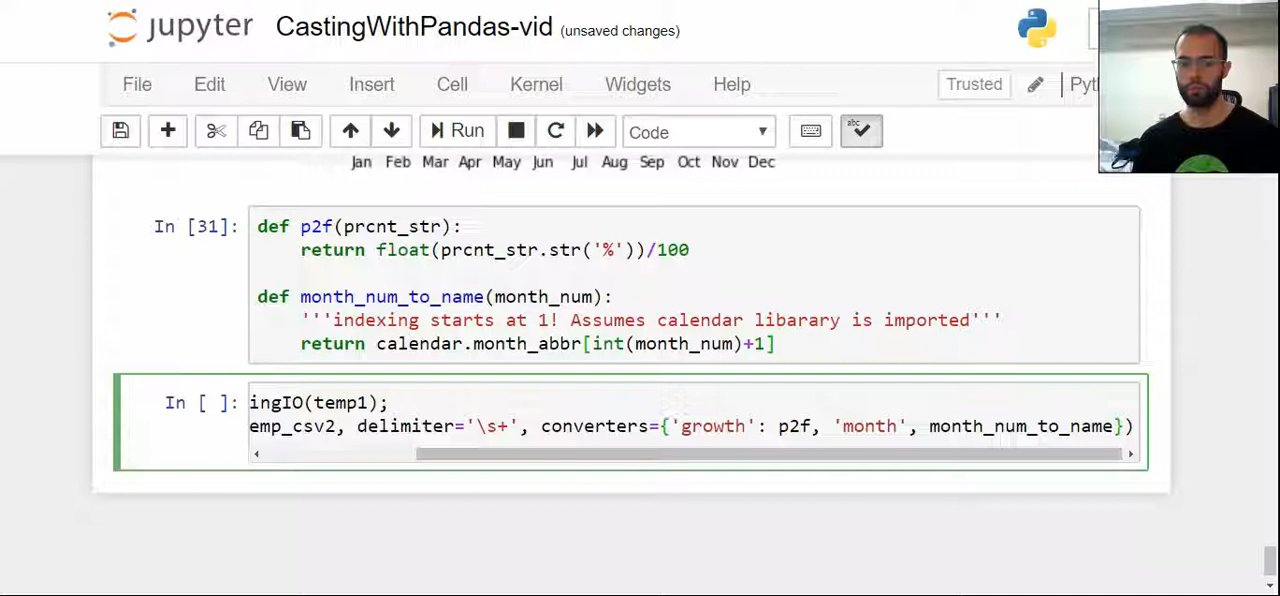 jupyter CastingWithPandas-vid (unsaved changes)
File Edit View Insert Cell Kernel Widgets Help Trusted Pyt
Run Code
Jan Feb Mar Apr May Jun Jul Aug Sep Oct Nov Dec
In [31]: def p2f(prcnt_str):
return float(prcnt_str.str('%'))/100
def month_num_to_name(month_num):
'''indexing starts at 1! Assumes calendar libarary is imported'''
return calendar.month_abbr[int(month_num)+1]
In [ ]: ingIO(temp1);
emp_csv2, delimiter='\s+', converters={'growth': p2f, 'month', month_num_to_name})